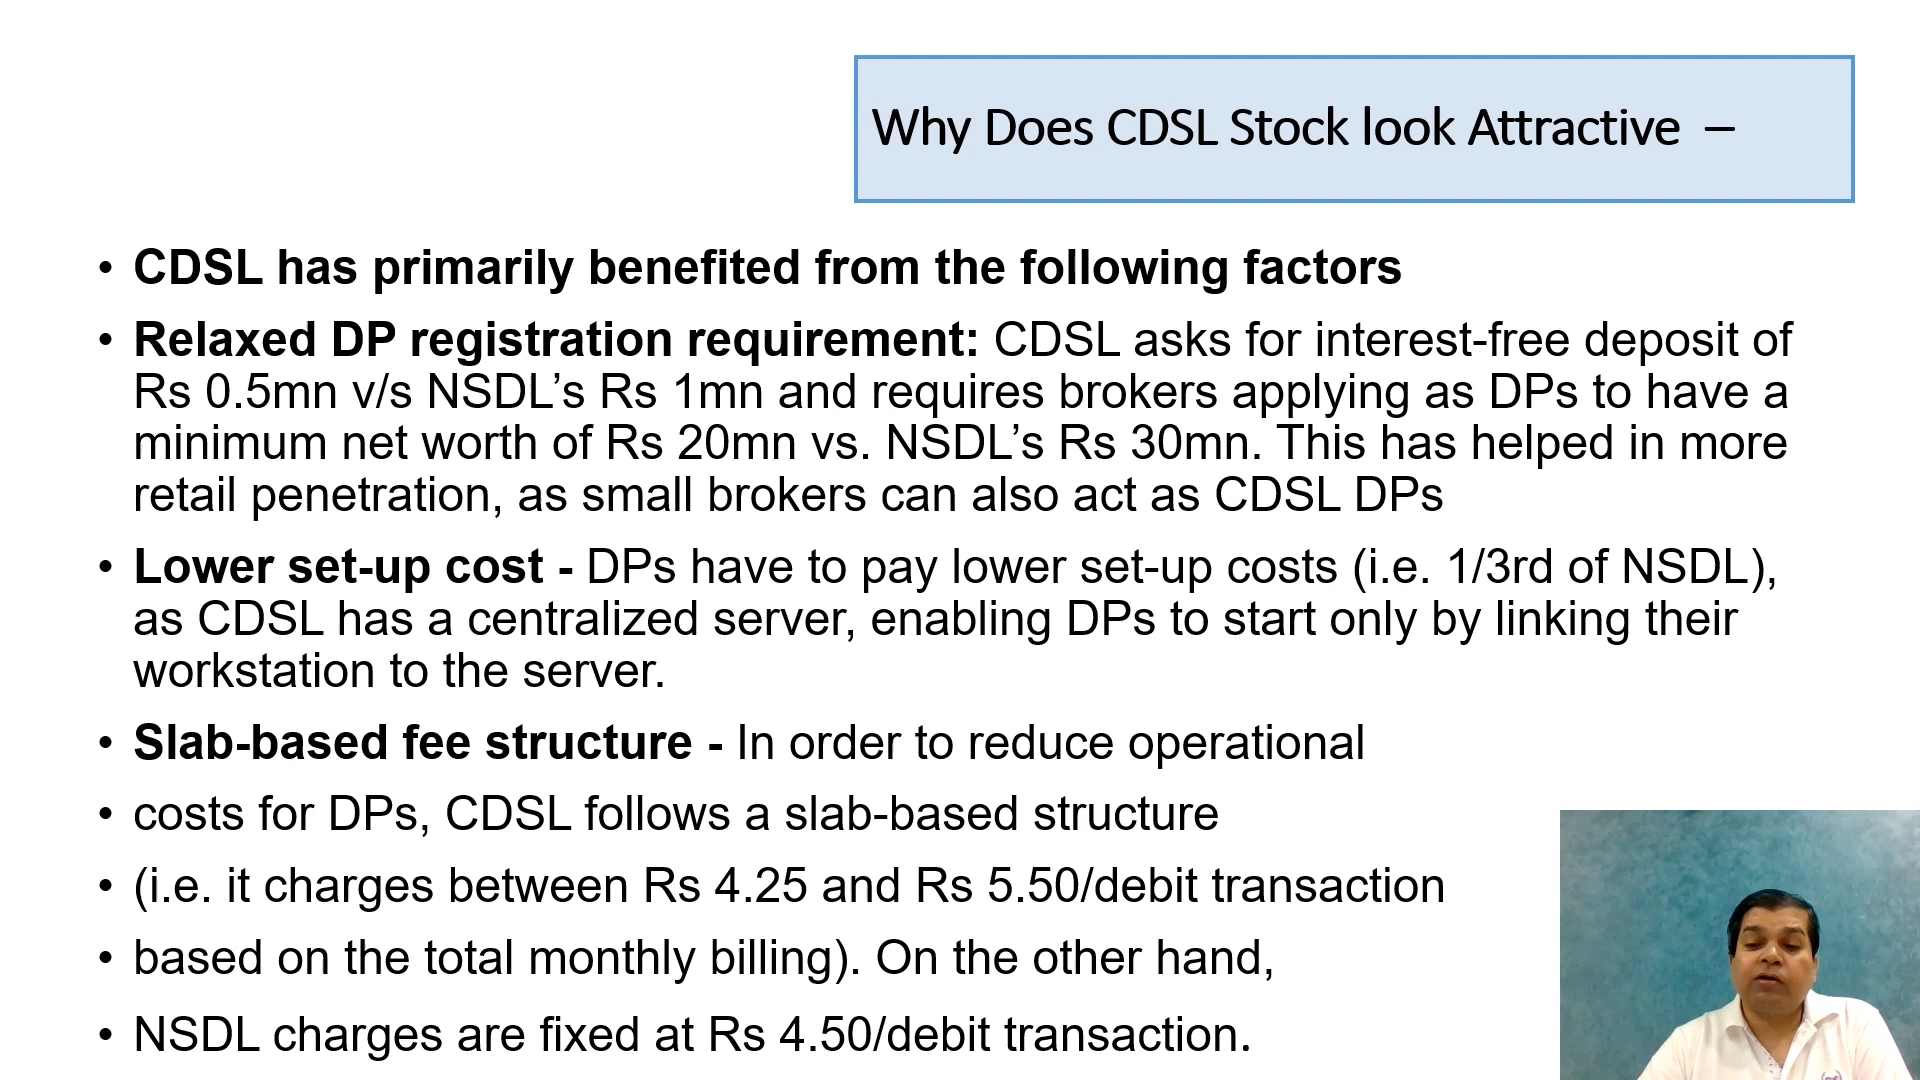 Why Does CDSL Stock look Attractive –
• CDSL has primarily benefited from the following factors
• Relaxed DP registration requirement: CDSL asks for interest-free deposit of
Rs 0.5mn v/s NSDL’s Rs 1mn and requires brokers applying as DPs to have a
minimum net worth of Rs 20mn vs. NSDL’s Rs 30mn. This has helped in more
retail penetration, as small brokers can also act as CDSL DPs
• Lower set-up cost - DPs have to pay lower set-up costs (i.e. 1/3rd of NSDL),
as CDSL has a centralized server, enabling DPs to start only by linking their
workstation to the server.
• Slab-based fee structure - In order to reduce operational
• costs for DPs, CDSL follows a slab-based structure
• (i.e. it charges between Rs 4.25 and Rs 5.50/debit transaction
• based on the total monthly billing). On the other hand,
• NSDL charges are fixed at Rs 4.50/debit transaction.